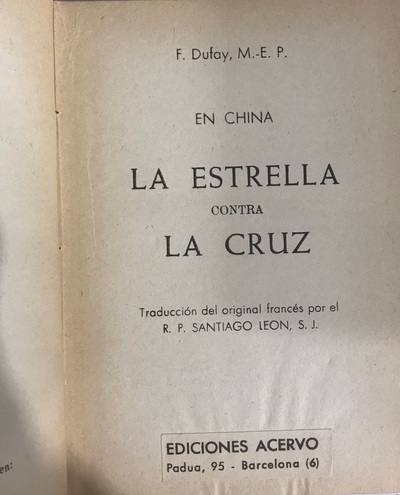 F. Dufay, M.-E. P.
EN CHINA
LA ESTRELLA
CONTRA
LA CRUZ
Traducción del original francés por el
R. P. SANTIAGO LEON, S. J.
EDICIONES ACERVO
Padua, 95 - Barcelona (6)
en: